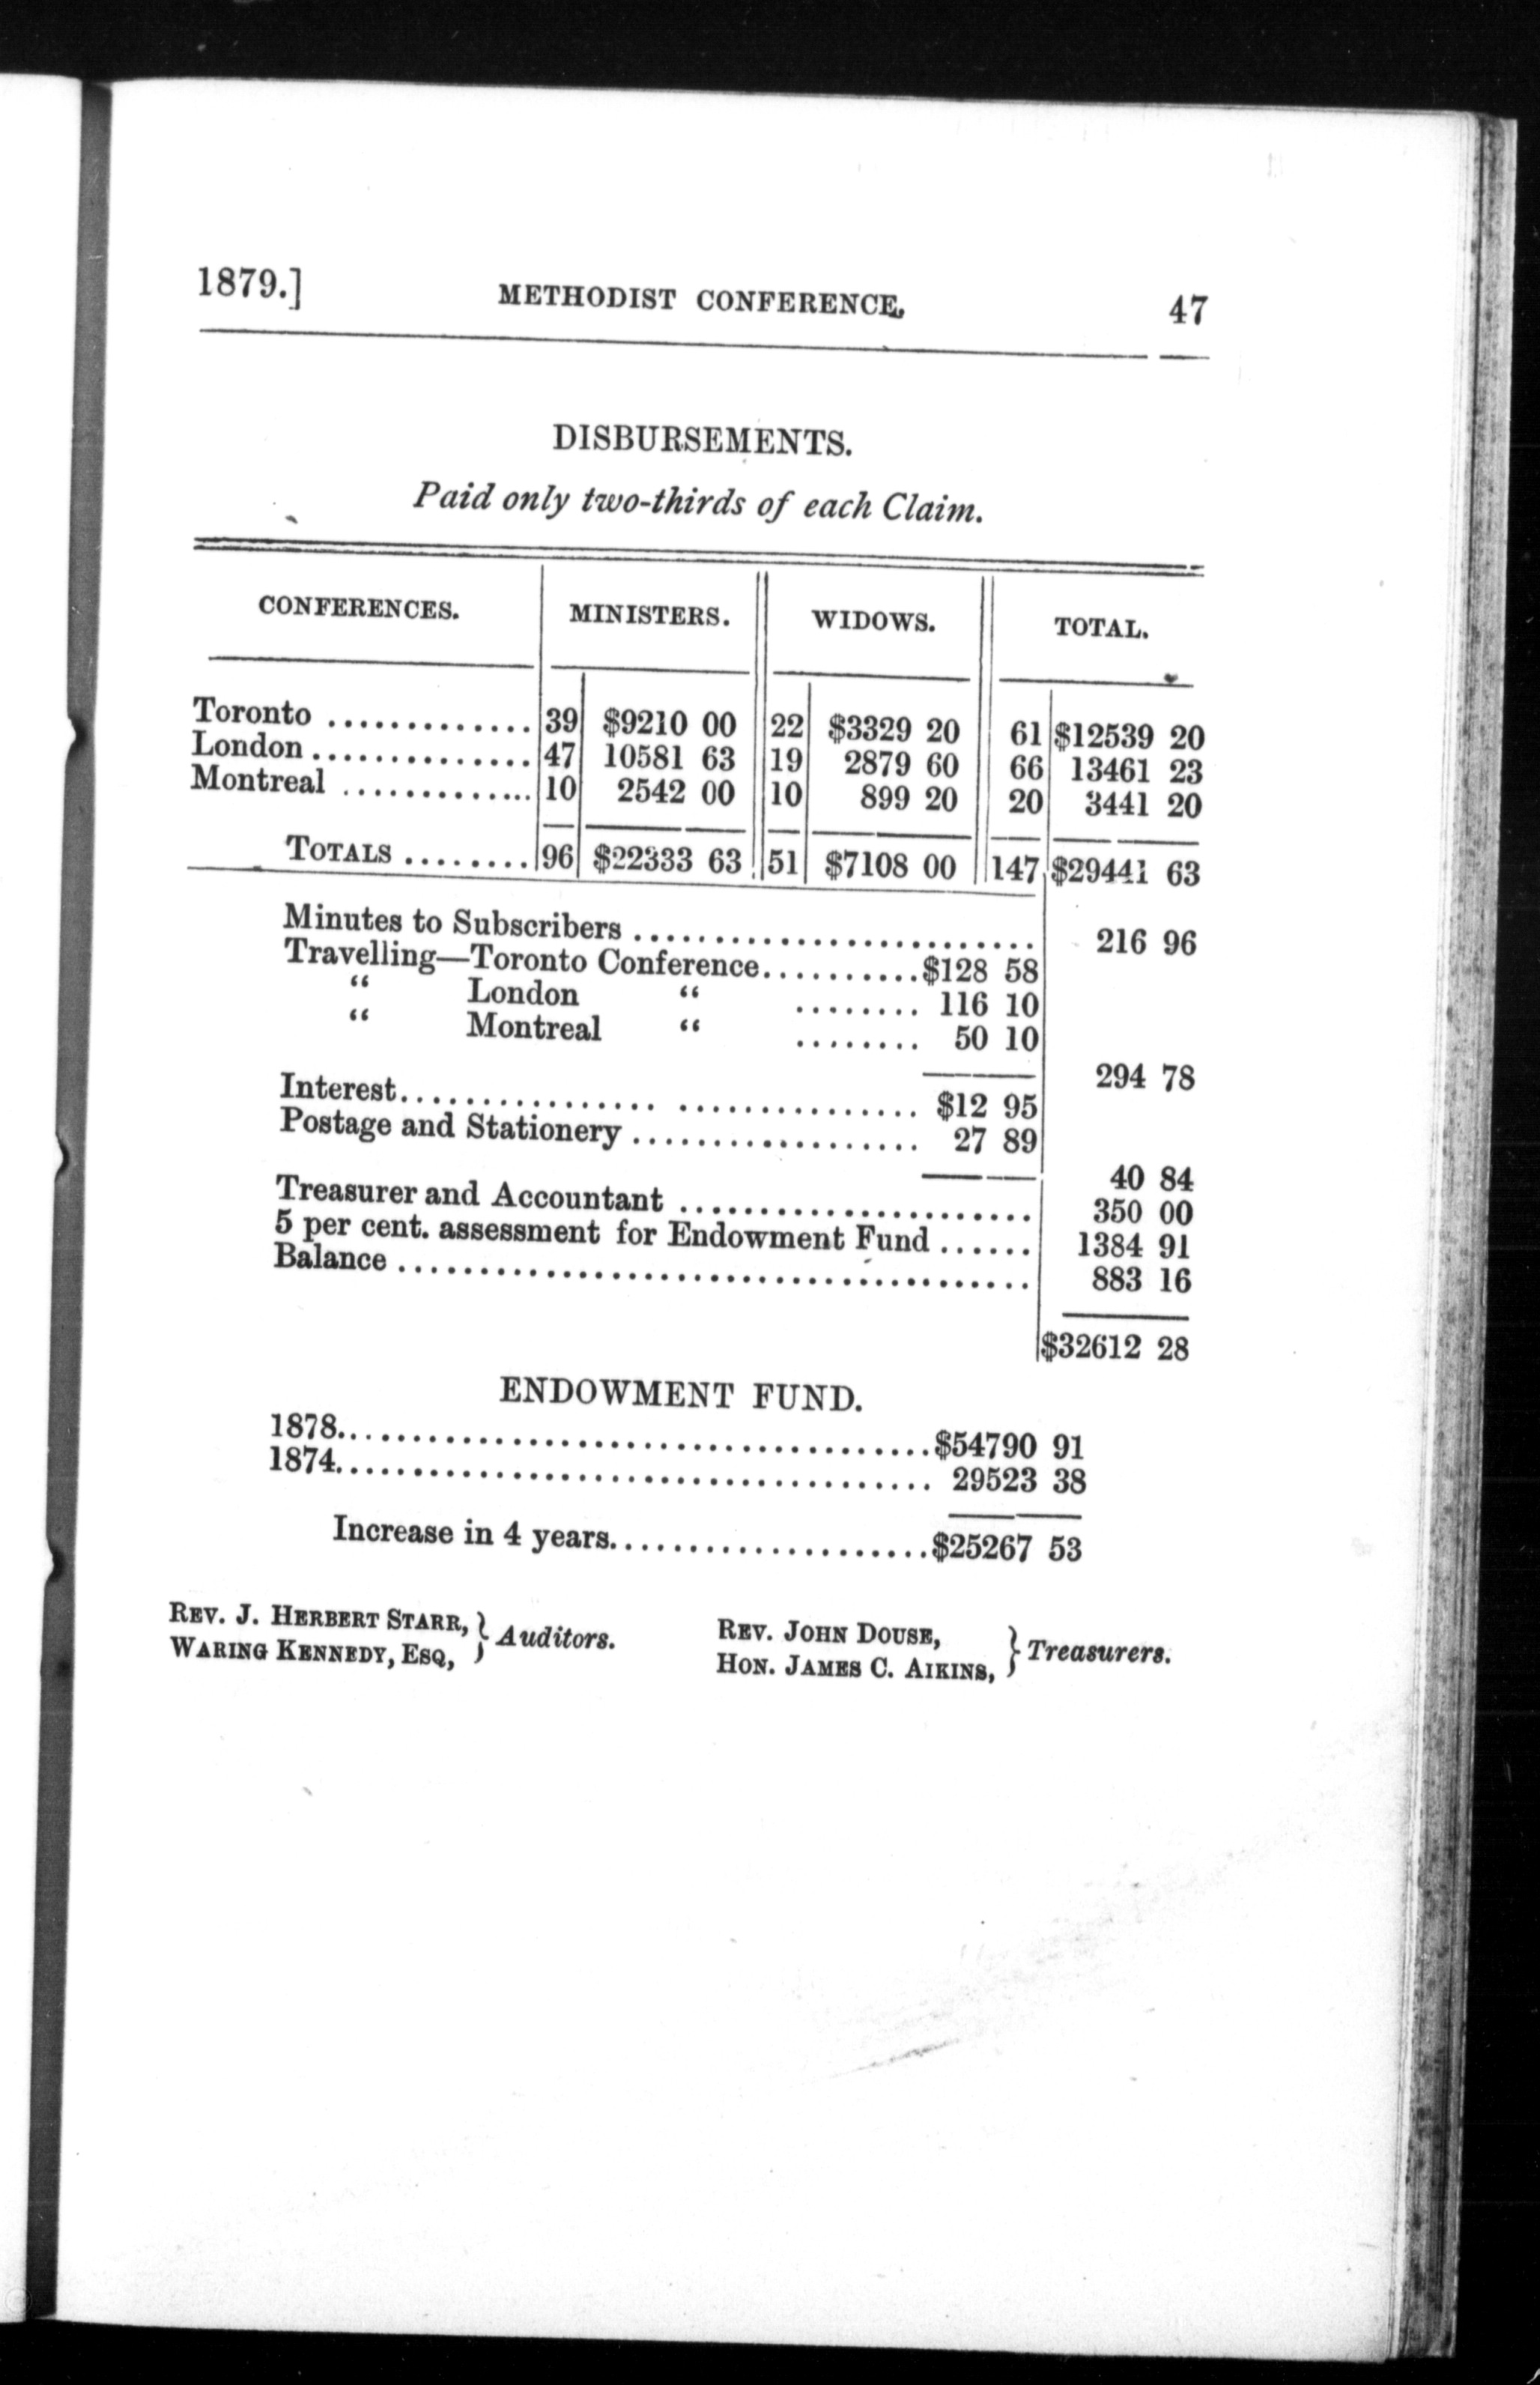 1879.] METHODIST CONFERENCE. 47
DISBURSEMENTS.
Paid only two-thirds of each Claim.
CONFERENCES. MINISTERS. WIDOWS. TOTAL.
Toronto .............. 39 $9210 00 22 $3329 20 61 $12539 20
London .............. 47 10581 63 19 2879 60 66 13461 23
Montreal ............. 10 2542 00 10 899 20 20 3441 20
TOTALS ........ 96 $22333 63 51 $7108 00 147 $29441 63
Minutes to Subscribers .......................... 216 96
Travelling—Toronto Conference.......... $128 58
“ London “ ........ 116 10
“ Montreal “ ........ 50 10
294 78
Interest................................ $12 95
Postage and Stationery .................. 27 89
40 84
Treasurer and Accountant ....................... 350 00
5 per cent. assessment for Endowment Fund ...... 1384 91
Balance ........................................ 883 16
$32612 28
ENDOWMENT FUND.
1878......................................$54790 91
1874...................................... 29523 38
Increase in 4 years.....................$25267 53
REV. J. HERBERT STARR, } Auditors. REV. JOHN DOUSE, } Treasurers.
WARING KENNEDY, ESQ, HON. JAMES C. AIKINS,